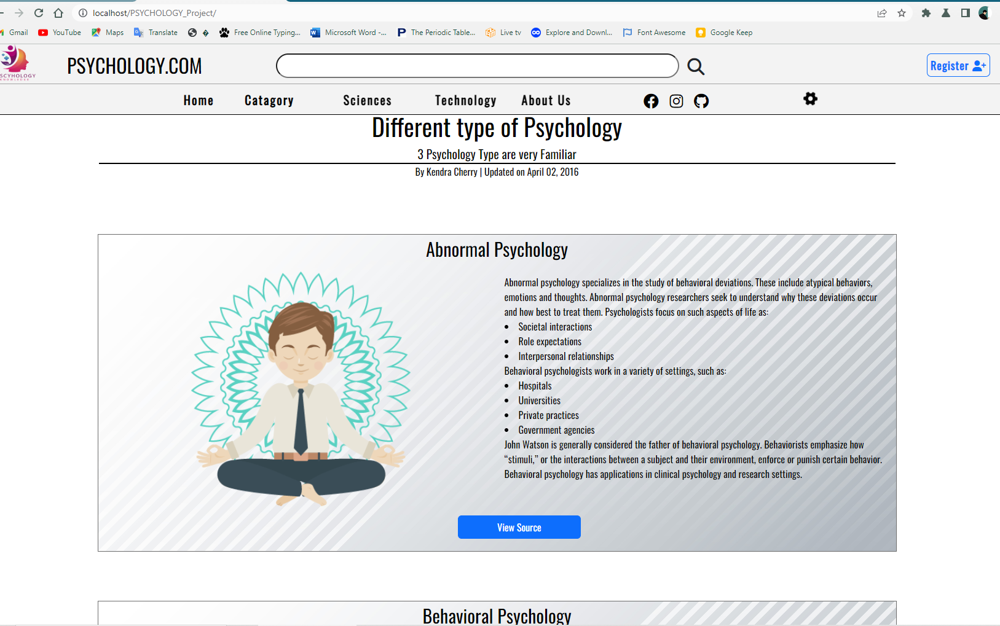 localhost/PSYCHOLOGY_Project/
Gmail YouTube Maps Translate Free Online Typing... Microsoft Word -... The Periodic Table... Live tv Explore and Downl... Font Awesome Google Keep
PSYCHOLOGY.COM
Register
Home Catagory Sciences Technology About Us
Different type of Psychology
3 Psychology Type are very Familiar
By Kendra Cherry | Updated on April 02, 2016
Abnormal Psychology
Abnormal psychology specializes in the study of behavioral deviations. These include atypical behaviors,
emotions and thoughts. Abnormal psychology researchers seek to understand why these deviations occur
and how best to treat them. Psychologists focus on such aspects of life as:
• Societal interactions
• Role expectations
• Interpersonal relationships
Behavioral psychologists work in a variety of settings, such as:
• Hospitals
• Universities
• Private practices
• Government agencies
John Watson is generally considered the father of behavioral psychology. Behaviorists emphasize how
“stimuli,” or the interactions between a subject and their environment, enforce or punish certain behavior.
Behavioral psychology has applications in clinical psychology and research settings.
View Source
Behavioral Psychology